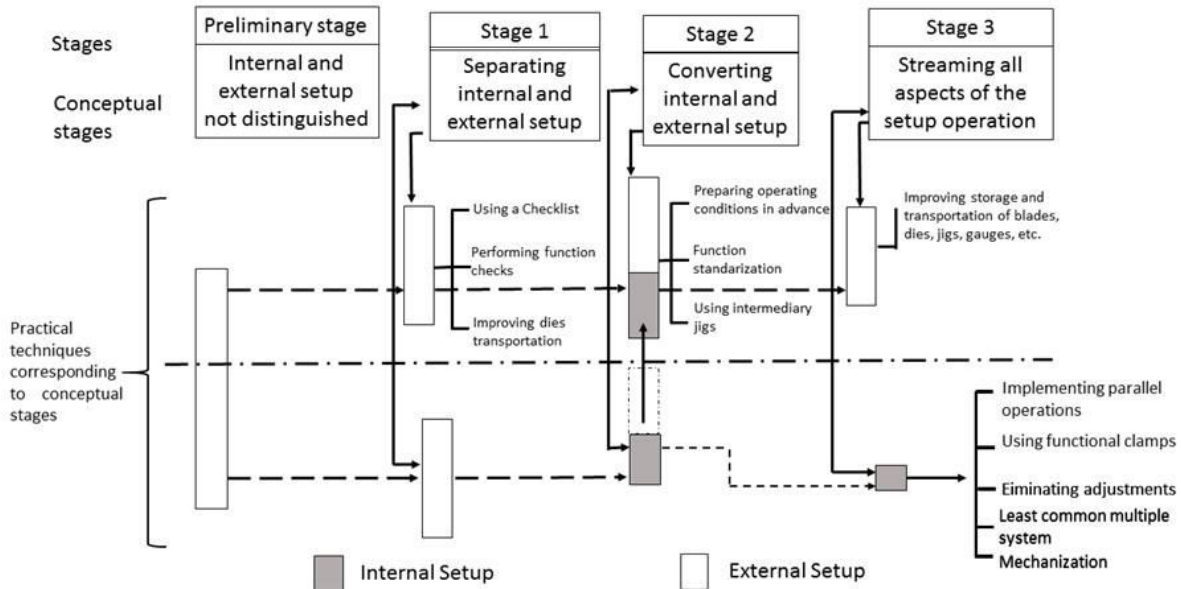 Stages
Conceptual
stages
Preliminary stage
Internal and
external setup
not distinguished
Stage 1
Separating
internal and
external setup
Stage 2
Converting
internal and
external setup
Stage 3
Streaming all
aspects of the
setup operation
Practical
techniques
corresponding
to conceptual
stages
Using a Checklist
Performing function
checks
Improving dies
transportation
Preparing operating
conditions in advance
Function
standarization
Using intermediary
jigs
Improving storage and
transportation of blades,
dies, jigs, gauges, etc.
Implementing parallel
operations
Using functional clamps
Eiminating adjustments
Least common multiple
system
Mechanization
Internal Setup
External Setup